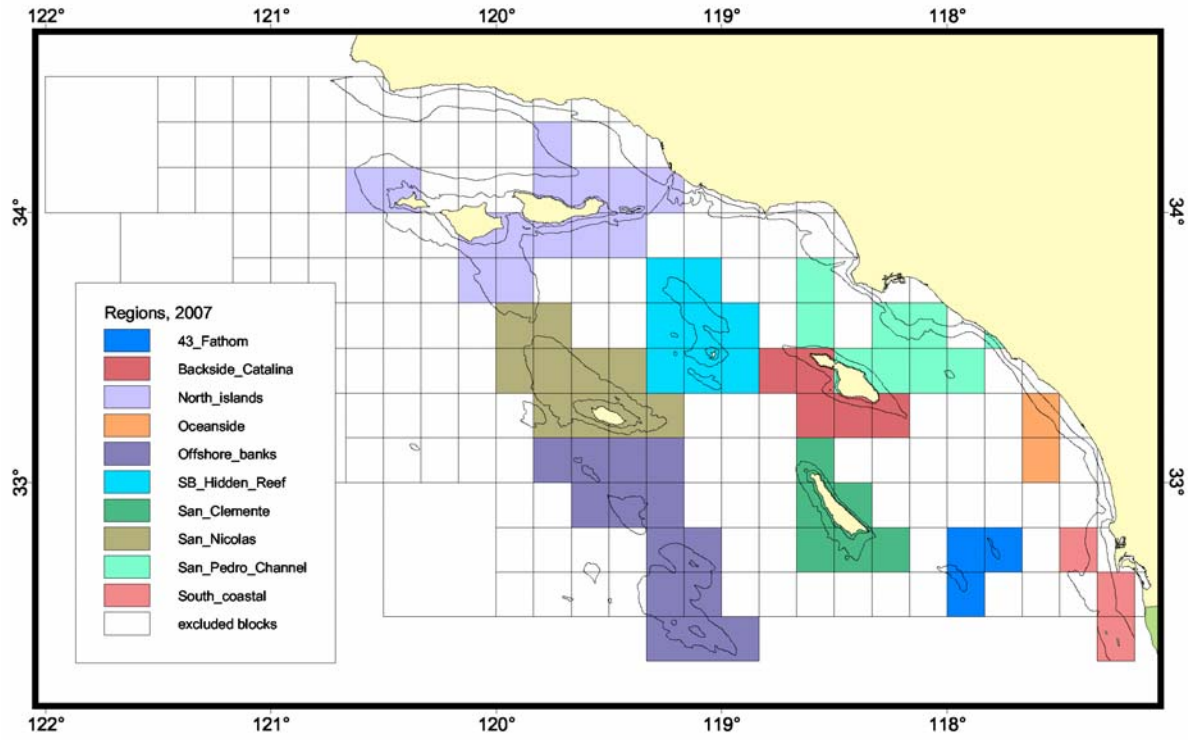 122° 121° 120° 119° 118°
34° 34°
Regions, 2007
43_Fathom
Backside_Catalina
North_islands
Oceanside
Offshore_banks
SB_Hidden_Reef
San_Clemente
San_Nicolas
San_Pedro_Channel
South_coastal
excluded blocks
33° 33°
122° 121° 120° 119° 118°